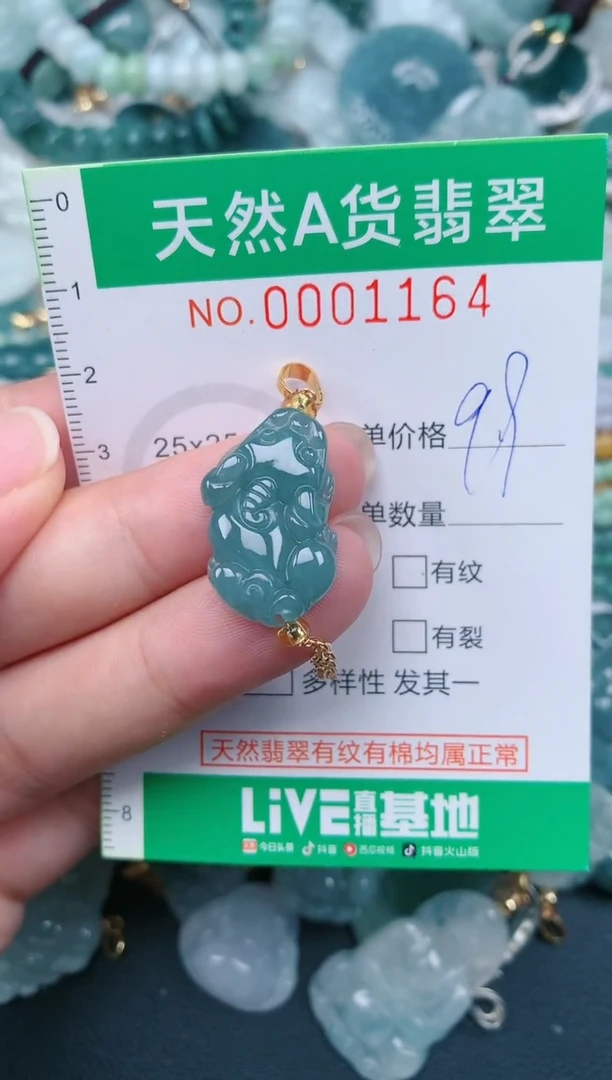 天然A货翡翠
0
1
NO.0001164
2
3
25x25
单价格 98
单数量
有纹
有裂
多样性 发其一
天然翡翠有纹有棉均属正常
8
LiVE直播基地
今日头条 抖音 西瓜视频 抖音火山版